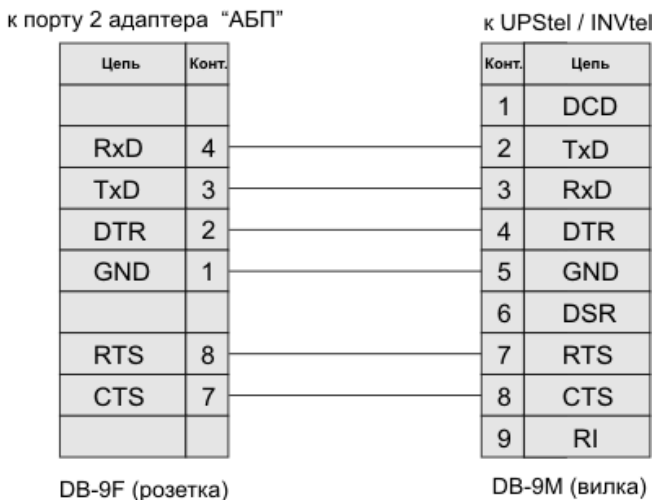 к порту 2 адаптера “АБП” к UPStel / INVtel
Цепь Конт. Конт. Цепь
1 DCD
RxD 4 2 TxD
TxD 3 3 RxD
DTR 2 4 DTR
GND 1 5 GND
6 DSR
RTS 8 7 RTS
CTS 7 8 CTS
9 RI
DB-9F (розетка) DB-9M (вилка)